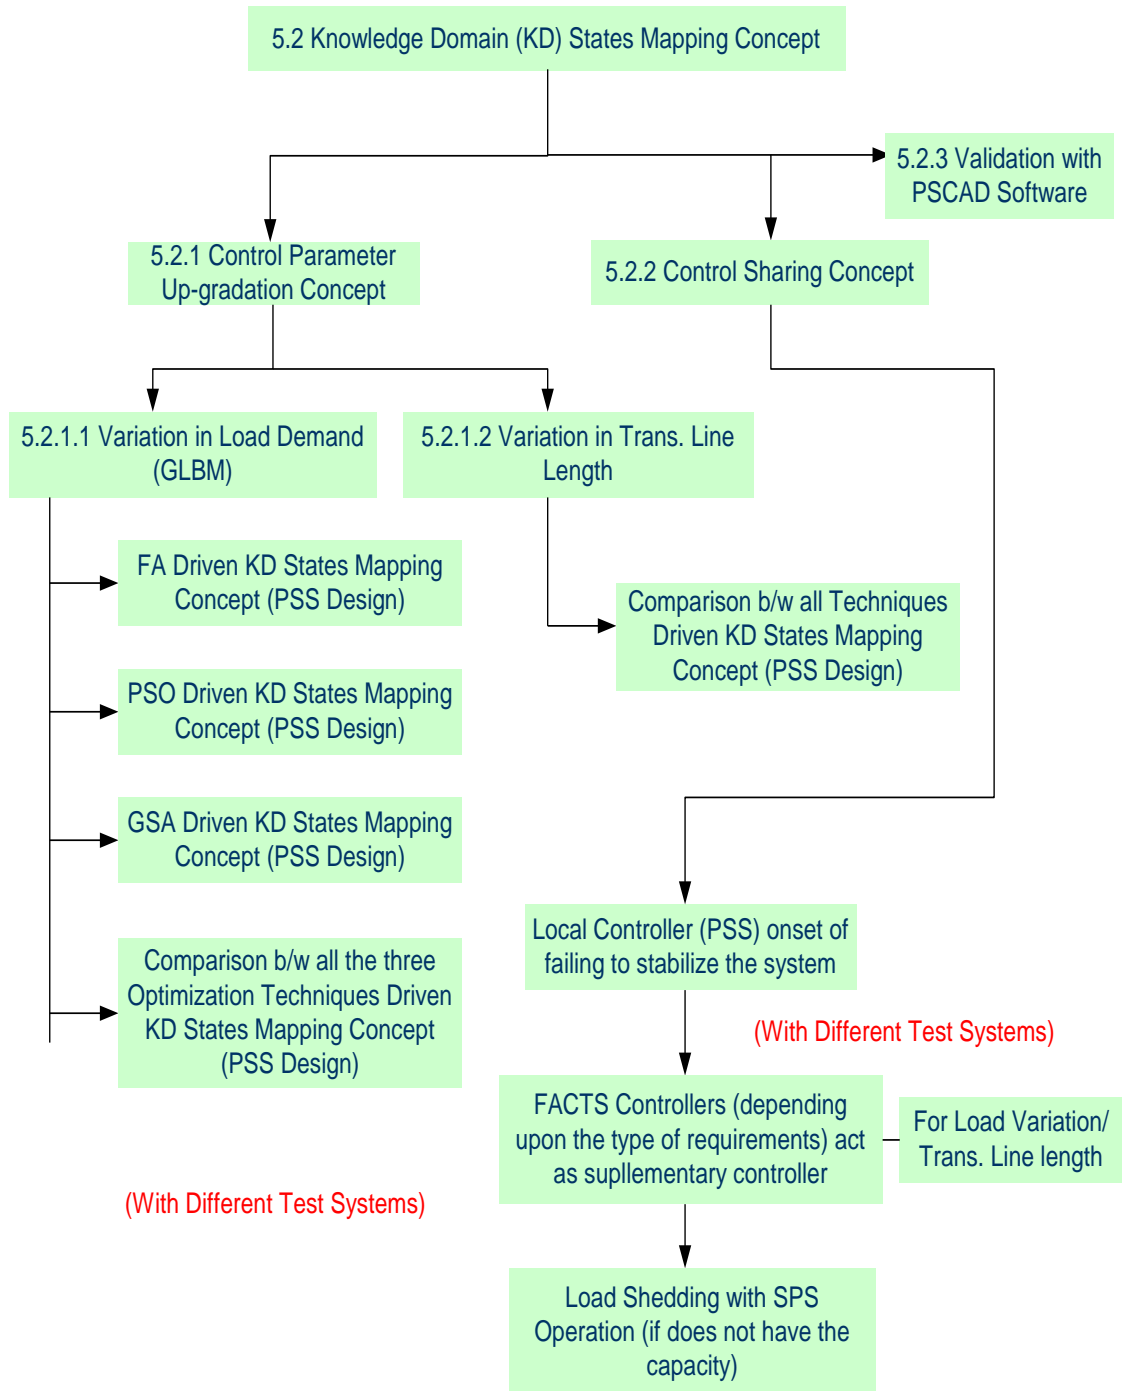 5.2 Knowledge Domain (KD) States Mapping Concept
5.2.3 Validation with
PSCAD Software
5.2.1 Control Parameter
Up-gradation Concept
5.2.2 Control Sharing Concept
5.2.1.1 Variation in Load Demand
(GLBM)
5.2.1.2 Variation in Trans. Line
Length
FA Driven KD States Mapping
Concept (PSS Design)
Comparison b/w all Techniques
Driven KD States Mapping
Concept (PSS Design)
PSO Driven KD States Mapping
Concept (PSS Design)
GSA Driven KD States Mapping
Concept (PSS Design)
Comparison b/w all the three
Optimization Techniques Driven
KD States Mapping Concept
(PSS Design)
(With Different Test Systems)
Local Controller (PSS) onset of
failing to stabilize the system
(With Different Test Systems)
FACTS Controllers (depending
upon the type of requirements) act
as supllementary controller
For Load Variation/
Trans. Line length
Load Shedding with SPS
Operation (if does not have the
capacity)